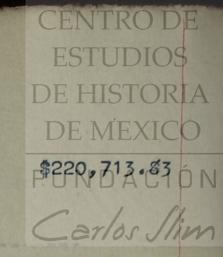 CENTRO DE
ESTUDIOS
DE HISTORIA
DE MÉXICO
$220,713.83
FUNDACIÓN
Carlos Slim